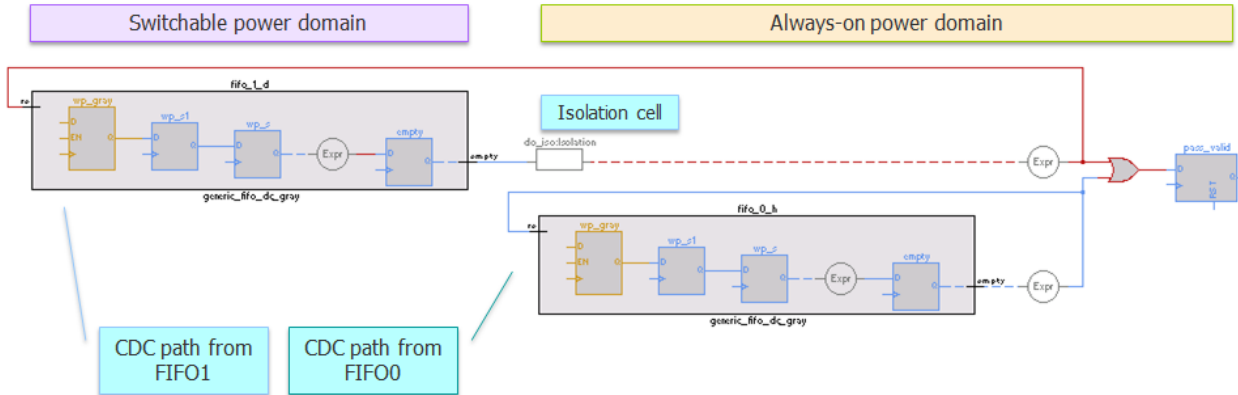 Switchable power domain
Always-on power domain
fifo_1_d
re
wp_gray
D
EN
Q
wp_s1
D
Q
wp_s
D
Q
Expr
empty
D
Q
empty
generic_fifo_dc_gray
Isolation cell
do_iso:Isolation
Expr
pass_valid
D
Q
RST
fifo_0_h
re
wp_gray
D
EN
Q
wp_s1
D
Q
wp_s
D
Q
Expr
empty
D
Q
empty
Expr
generic_fifo_dc_gray
CDC path from
FIFO1
CDC path from
FIFO0